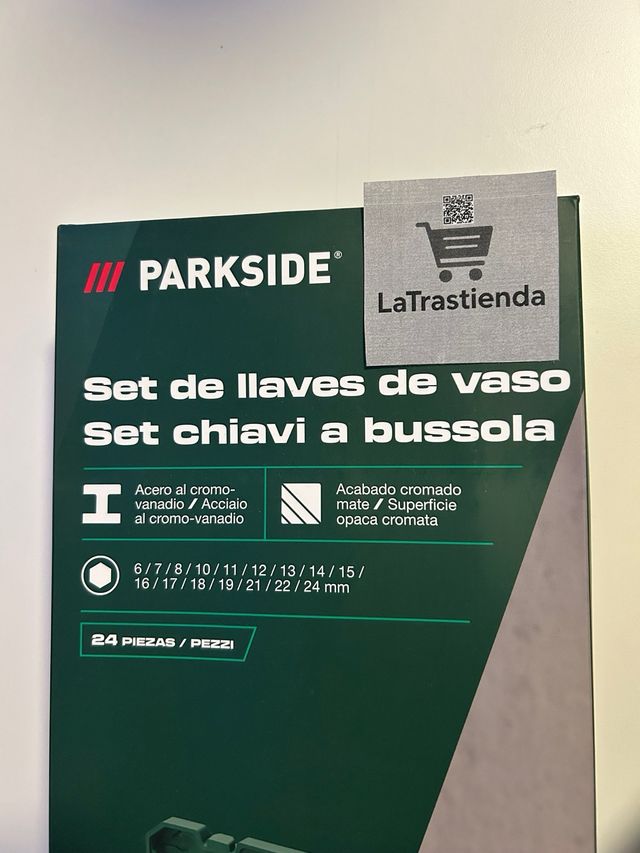 PARKSIDE®
LaTrastienda
Set de llaves de vaso
Set chiavi a bussola
Acero al cromo-
vanadio / Acciaio
al cromo-vanadio
Acabado cromado
mate / Superficie
opaca cromata
6 / 7 / 8 / 10 / 11 / 12 / 13 / 14 / 15 /
16 / 17 / 18 / 19 / 21 / 22 / 24 mm
24 PIEZAS / PEZZI